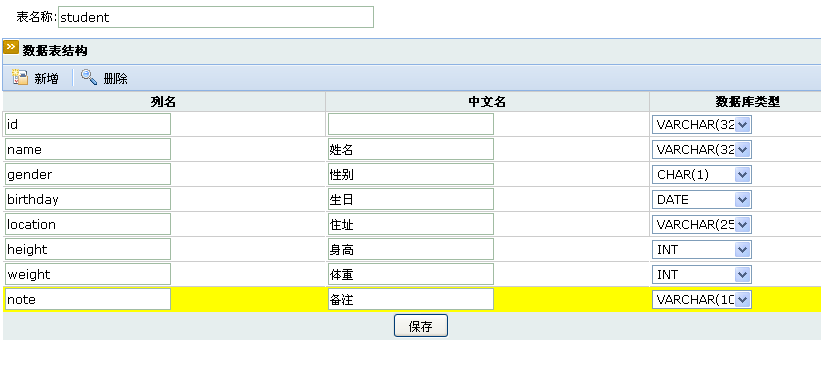 表名称: student
数据表结构
新增 删除
列名 中文名 数据库类型
id VARCHAR(32
name 姓名 VARCHAR(32
gender 性别 CHAR(1)
birthday 生日 DATE
location 住址 VARCHAR(25
height 身高 INT
weight 体重 INT
note 备注 VARCHAR(10
保存